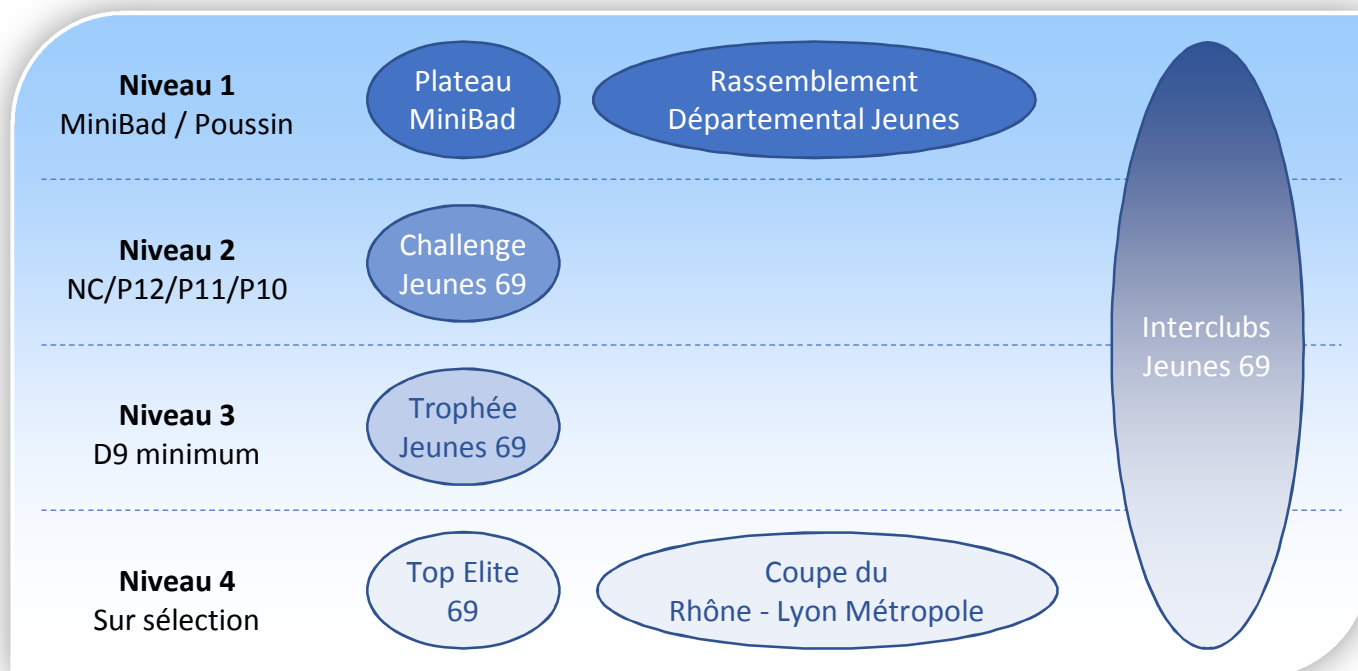 Niveau 1
MiniBad / Poussin
Plateau
MiniBad
Rassemblement
Départemental Jeunes
Niveau 2
NC/P12/P11/P10
Challenge
Jeunes 69
Interclubs
Jeunes 69
Niveau 3
D9 minimum
Trophée
Jeunes 69
Niveau 4
Sur sélection
Top Elite
69
Coupe du
Rhône - Lyon Métropole